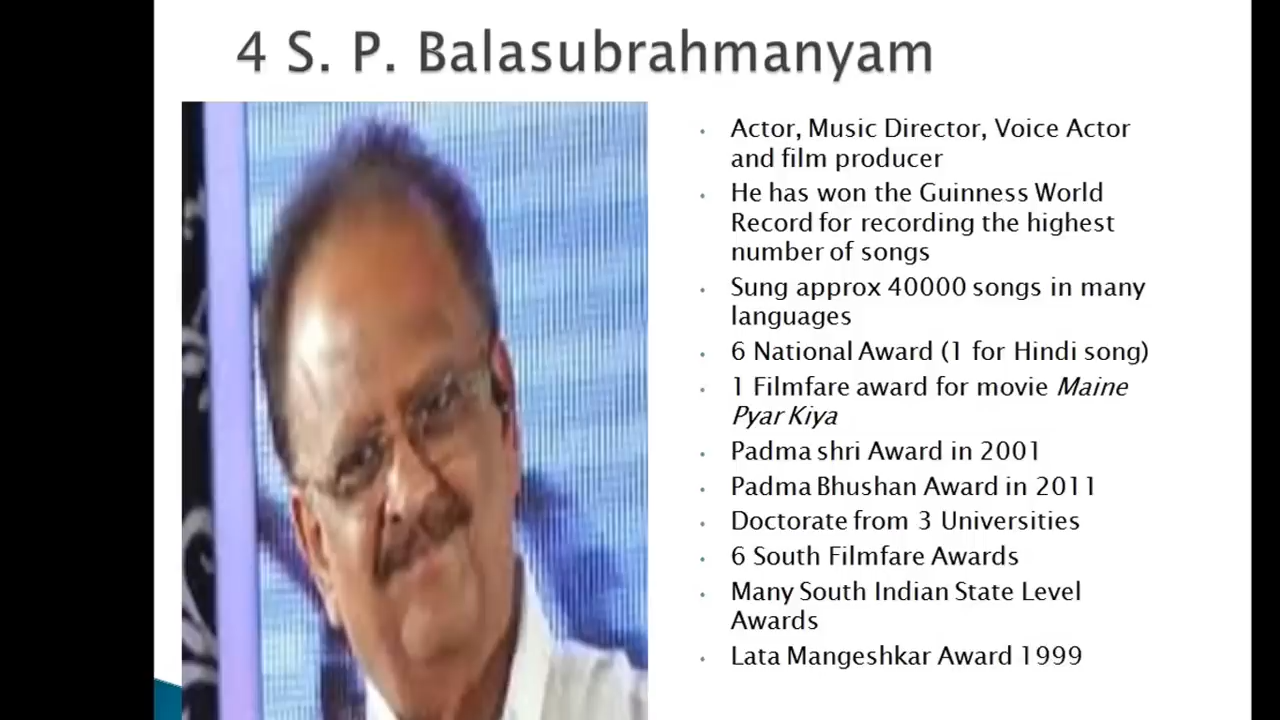 4 S. P. Balasubrahmanyam
• Actor, Music Director, Voice Actor
and film producer
• He has won the Guinness World
Record for recording the highest
number of songs
• Sung approx 40000 songs in many
languages
• 6 National Award (1 for Hindi song)
• 1 Filmfare award for movie Maine
Pyar Kiya
• Padma shri Award in 2001
• Padma Bhushan Award in 2011
• Doctorate from 3 Universities
• 6 South Filmfare Awards
• Many South Indian State Level
Awards
• Lata Mangeshkar Award 1999